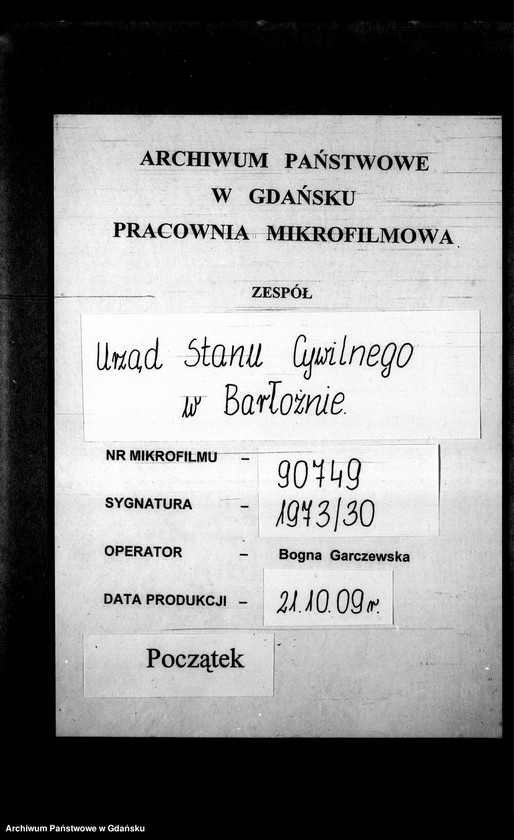 ARCHIWUM PAŃSTWOWE
W GDAŃSKU
PRACOWNIA MIKROFILMOWA
ZESPÓŁ
Urząd Stanu Cywilnego
w Barłożnie.
NR MIKROFILMU – 90749
SYGNATURA – 1973/30
OPERATOR – Bogna Garczewska
DATA PRODUKCJI – 21.10.09 r.
Początek
Archiwum Państwowe w Gdańsku